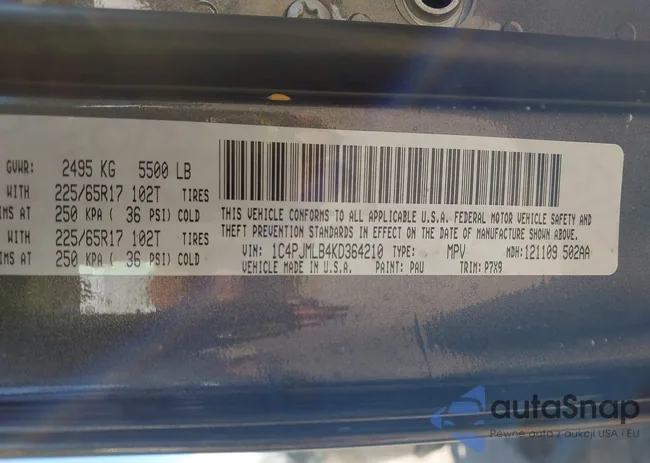 GVWR: 2495 KG 5500 LB
WITH 225/65R17 102T TIRES
IMS AT 250 KPA ( 36 PSI) COLD
WITH 225/65R17 102T TIRES
IMS AT 250 KPA ( 36 PSI) COLD
THIS VEHICLE CONFORMS TO ALL APPLICABLE U.S.A. FEDERAL MOTOR VEHICLE SAFETY AND
THEFT PREVENTION STANDARDS IN EFFECT ON THE DATE OF MANUFACTURE SHOWN ABOVE.
VIN: 1C4PJMLB4KD364210 TYPE: MPV MDH: 121109 502AA
VEHICLE MADE IN U.S.A. PAINT: PAU TRIM: P7X9
autaSnap
Pewne auta z aukcji USA i EU